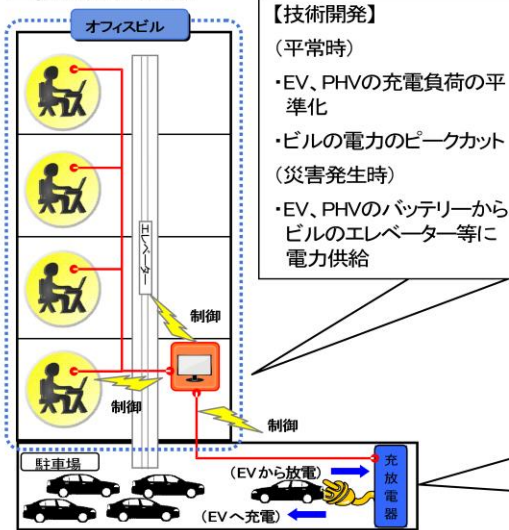 オフィスビル
【技術開発】
(平常時)
・EV、PHVの充電負荷の平
準化
・ビルの電力のピークカット
(災害発生時)
・EV、PHVのバッテリーから
ビルのエレベーター等に
電力供給
エレベーター
制御
制御
制御
駐車場
(EVから放電)
(EVへ充電)
充放電器